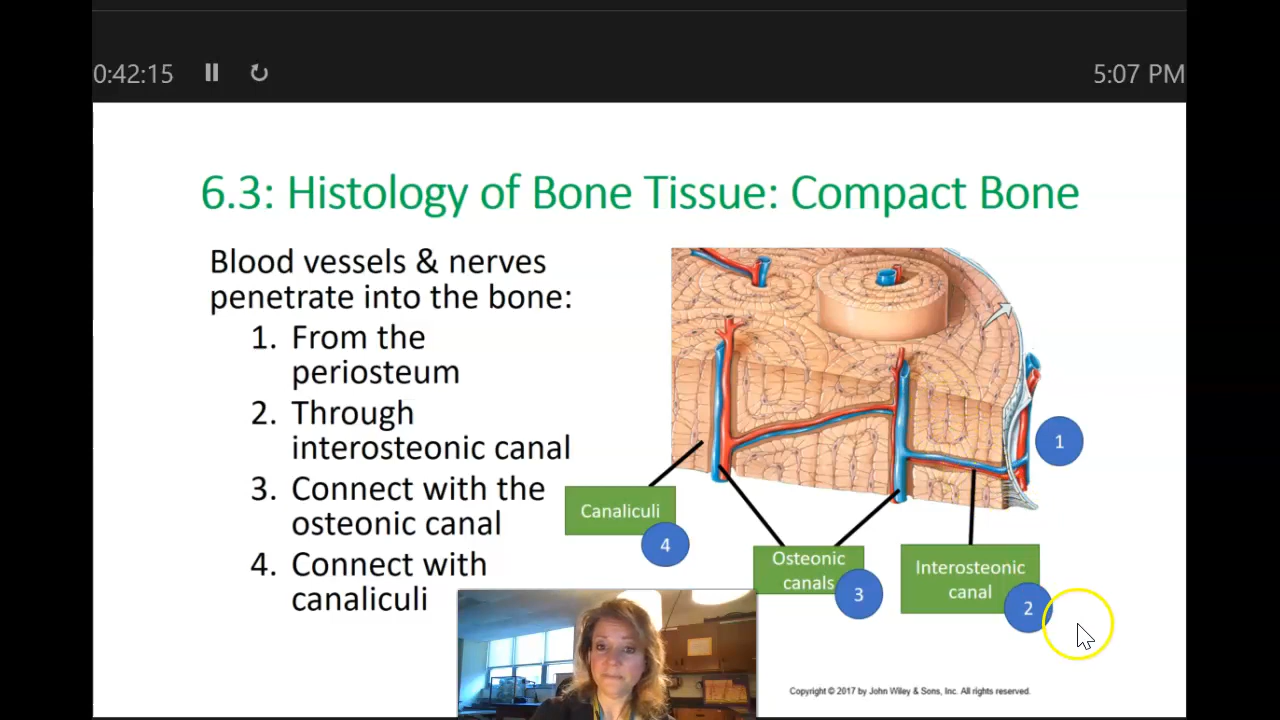 0:42:15
5:07 PM
6.3: Histology of Bone Tissue: Compact Bone
Blood vessels & nerves
penetrate into the bone:
1. From the
periosteum
2. Through
interosteonic canal
3. Connect with the
osteonic canal
4. Connect with
canaliculi
1
Canaliculi
4
Osteonic
canals
3
Interosteonic
canal
2
Copyright © 2017 by John Wiley & Sons, Inc. All rights reserved.